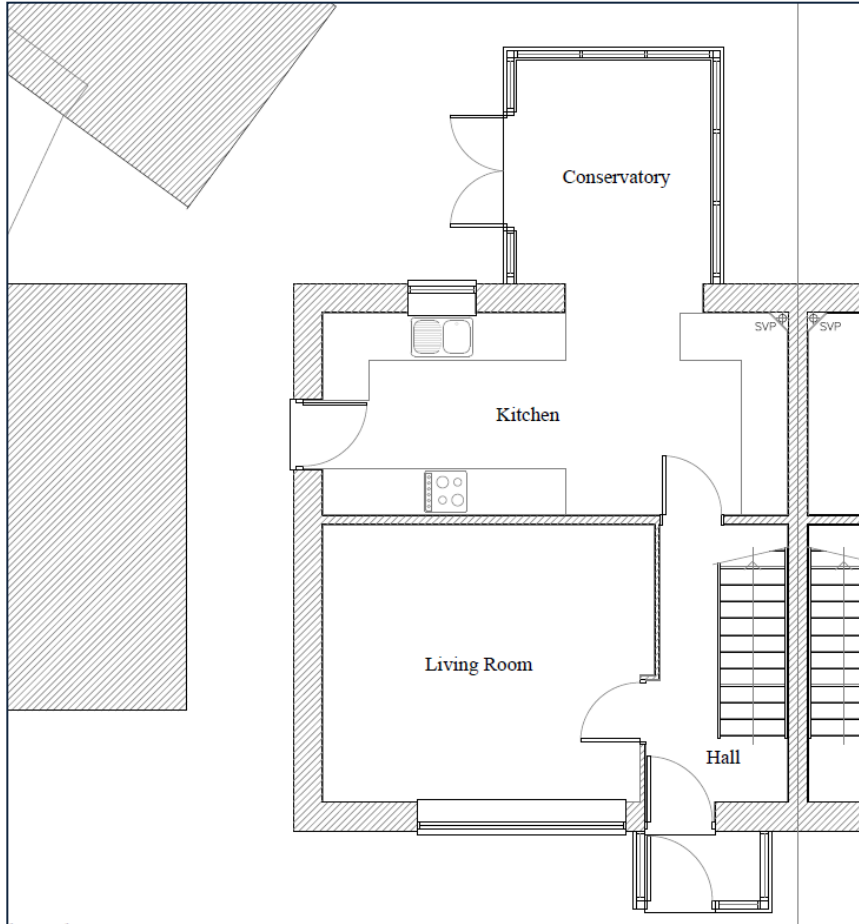 Conservatory
SVP
SVP
Kitchen
Living Room
Hall